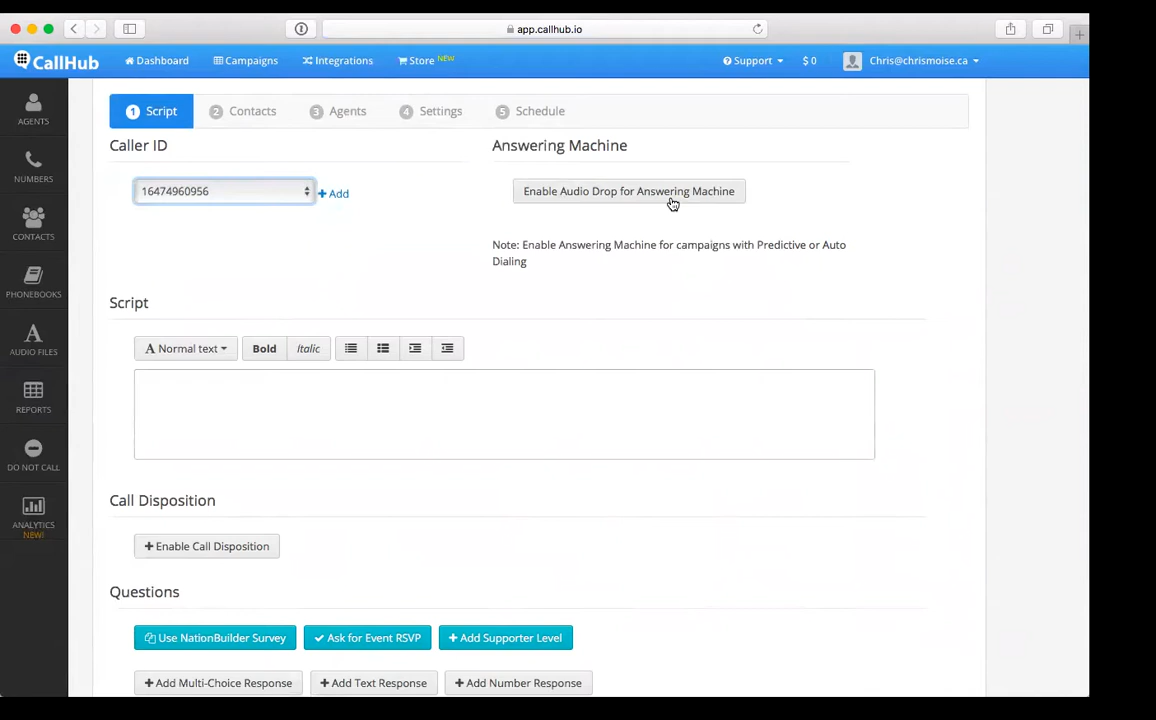 app.callhub.io
CallHub
Dashboard
Campaigns
Integrations
Store NEW
Support
$ 0
Chris@chrismoise.ca
AGENTS
NUMBERS
CONTACTS
PHONEBOOKS
A
AUDIO FILES
REPORTS
DO NOT CALL
ANALYTICS
NEW!
1 Script
2 Contacts
3 Agents
4 Settings
5 Schedule
Caller ID
16474960956
+ Add
Answering Machine
Enable Audio Drop for Answering Machine
Note: Enable Answering Machine for campaigns with Predictive or Auto
Dialing
Script
A Normal text
Bold
Italic
Call Disposition
+ Enable Call Disposition
Questions
Use NationBuilder Survey
Ask for Event RSVP
+ Add Supporter Level
+ Add Multi-Choice Response
+ Add Text Response
+ Add Number Response